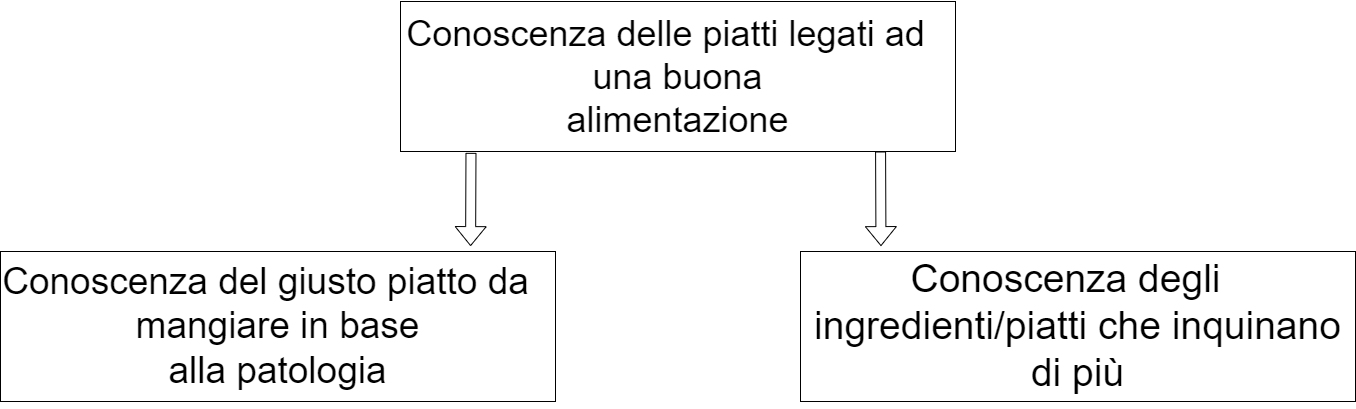 Conoscenza delle piatti legati ad
una buona
alimentazione
Conoscenza del giusto piatto da
mangiare in base
alla patologia
Conoscenza degli
ingredienti/piatti che inquinano
di più